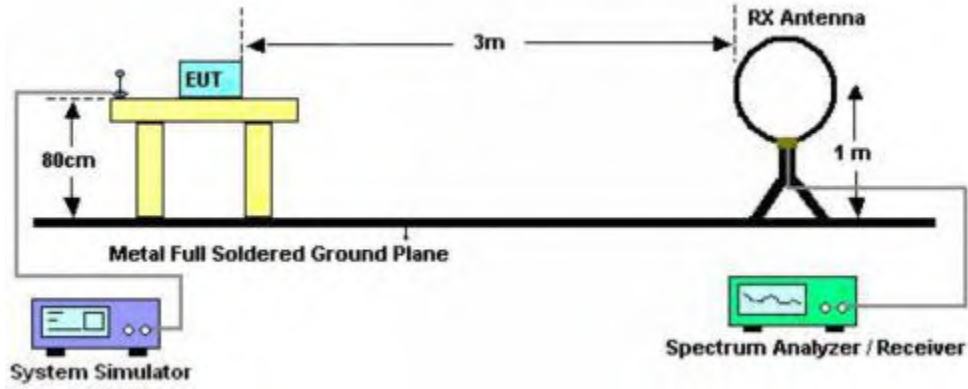 RX Antenna
3m
EUT
80cm
1 m
Metal Full Soldered Ground Plane
System Simulator
Spectrum Analyzer / Receiver